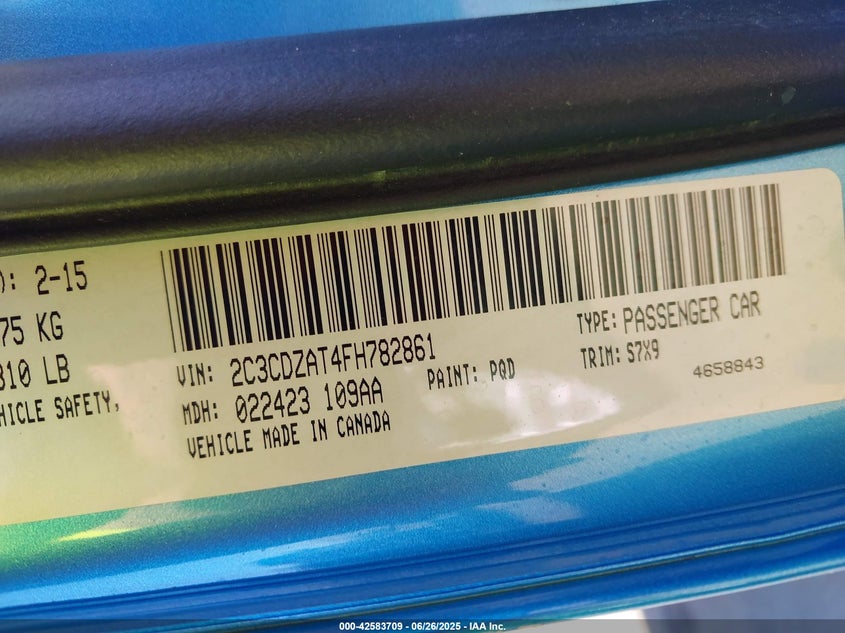 ): 2-15
75 KG
310 LB
HICLE SAFETY,
VIN: 2C3CDZAT4FH782861
TYPE: PASSENGER CAR
MDH: 022423 109AA
PAINT: PQD
TRIM: S7X9
VEHICLE MADE IN CANADA
4658843
000-42583709 - 06/26/2025 - IAA Inc.